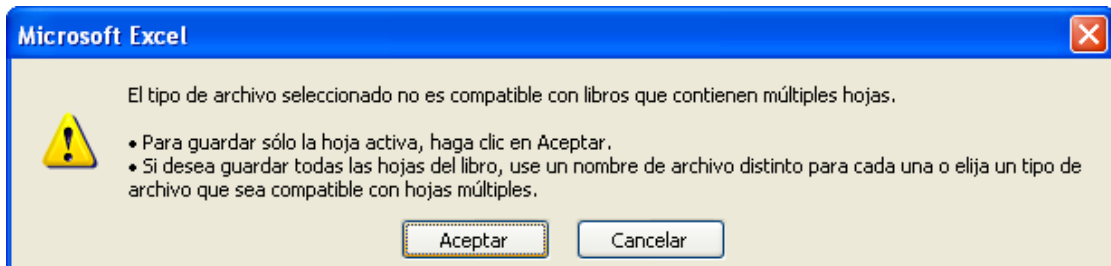 Microsoft Excel
El tipo de archivo seleccionado no es compatible con libros que contienen múltiples hojas.
• Para guardar sólo la hoja activa, haga clic en Aceptar.
• Si desea guardar todas las hojas del libro, use un nombre de archivo distinto para cada una o elija un tipo de
archivo que sea compatible con hojas múltiples.
Aceptar
Cancelar